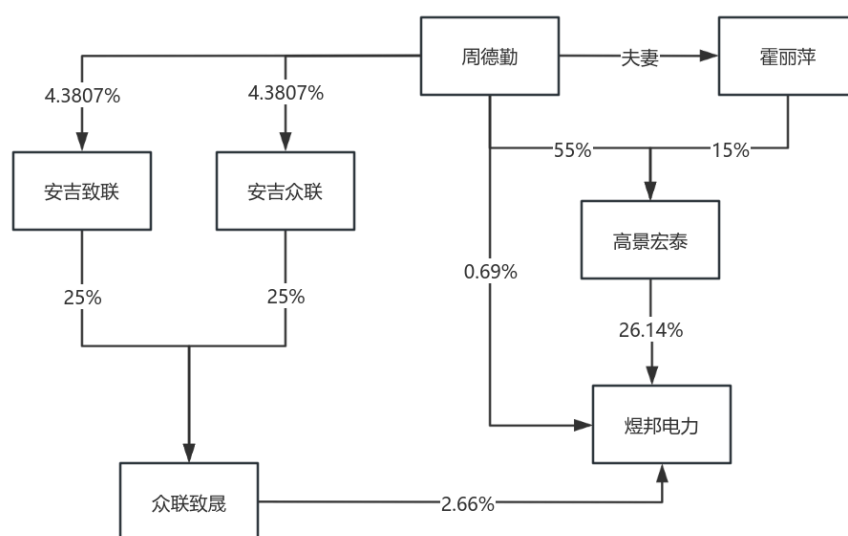 周德勤
夫妻
霍丽萍
4.3807%
4.3807%
55%
15%
安吉致联
安吉众联
高景宏泰
0.69%
25%
25%
26.14%
煜邦电力
众联致晟
2.66%